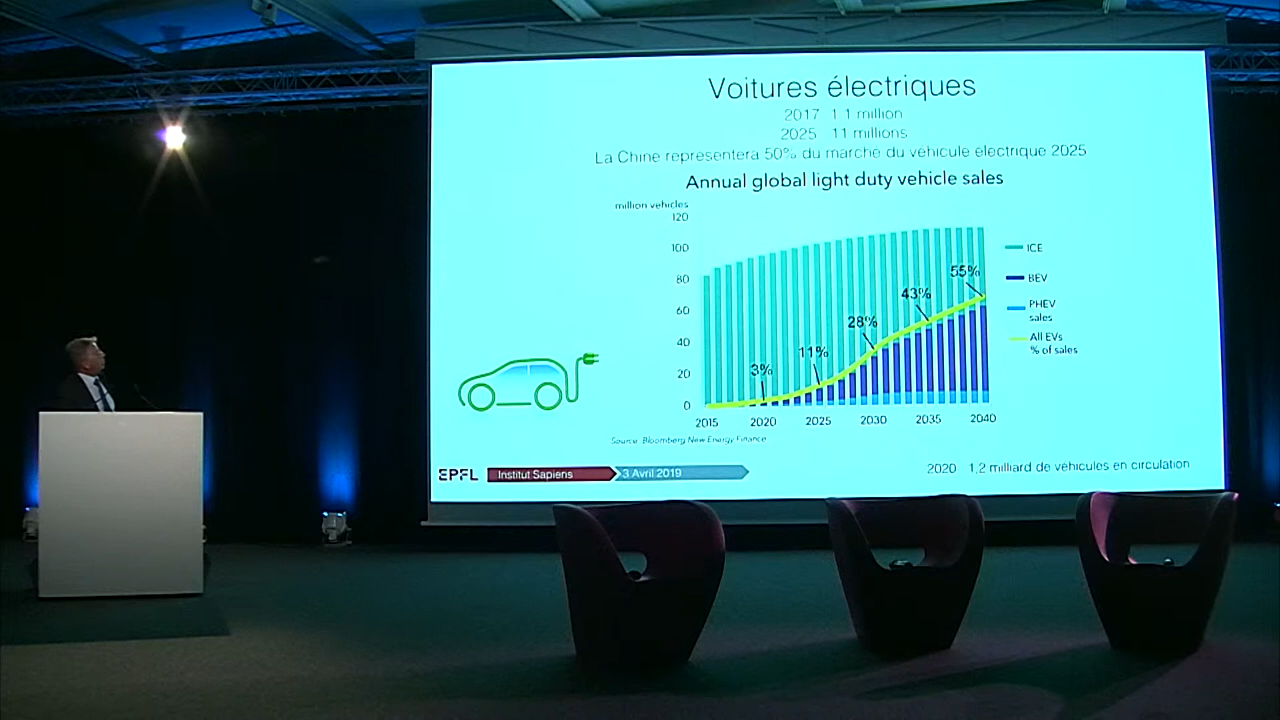 Voitures électriques
2017 1.1 million
2025 11 millions
La Chine representera 50% du marche du véhicule électrique 2025
Annual global light duty vehicle sales
million vehicles
120
100
80
60
40
20
0
3%
11%
28%
43%
55%
2015 2020 2025 2030 2035 2040
ICE
BEV
PHEV
sales
All EVs
% of sales
Source: Bloomberg New Energy Finance
EPFL Institut Sapiens 3 Avril 2019
2020 1,2 milliard de véhicules en circulation